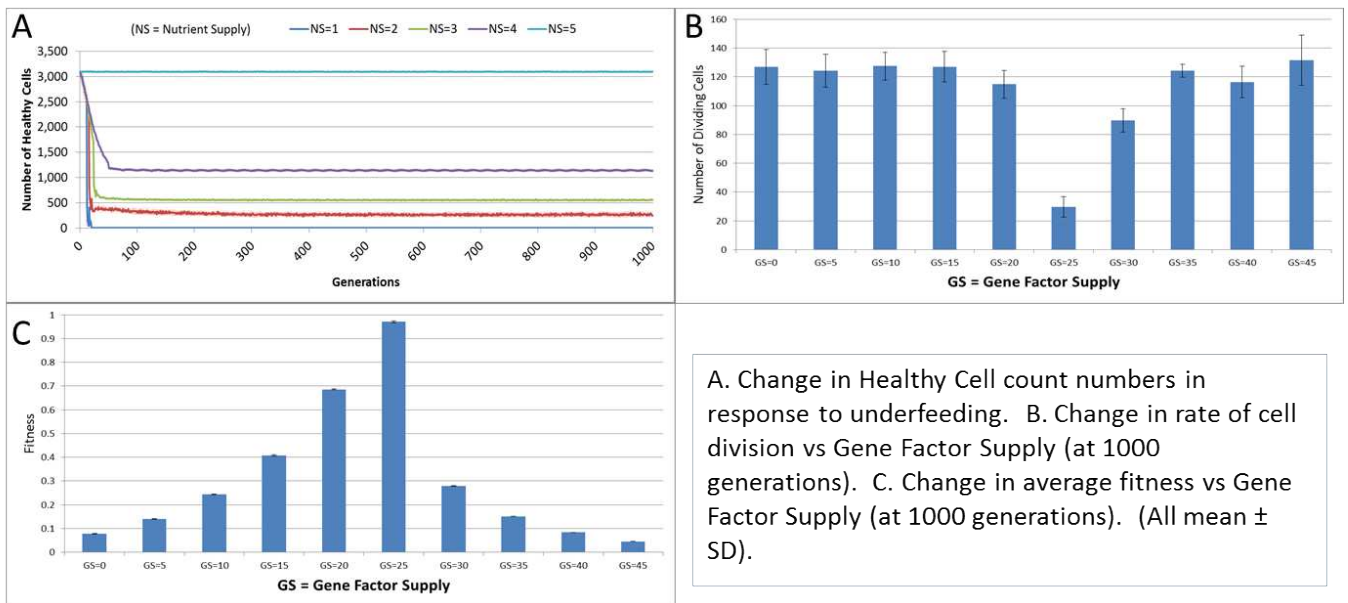 A
(NS = Nutrient Supply) NS=1 NS=2 NS=3 NS=4 NS=5
Number of Healthy Cells
3,500
3,000
2,500
2,000
1,500
1,000
500
0
0 100 200 300 400 500 600 700 800 900 1000
Generations
B
Number of Dividing Cells
160
140
120
100
80
60
40
20
0
GS=0 GS=5 GS=10 GS=15 GS=20 GS=25 GS=30 GS=35 GS=40 GS=45
GS = Gene Factor Supply
C
Fitness
1
0.9
0.8
0.7
0.6
0.5
0.4
0.3
0.2
0.1
0
GS=0 GS=5 GS=10 GS=15 GS=20 GS=25 GS=30 GS=35 GS=40 GS=45
GS = Gene Factor Supply
A. Change in Healthy Cell count numbers in
response to underfeeding. B. Change in rate of cell
division vs Gene Factor Supply (at 1000
generations). C. Change in average fitness vs Gene
Factor Supply (at 1000 generations). (All mean ±
SD).